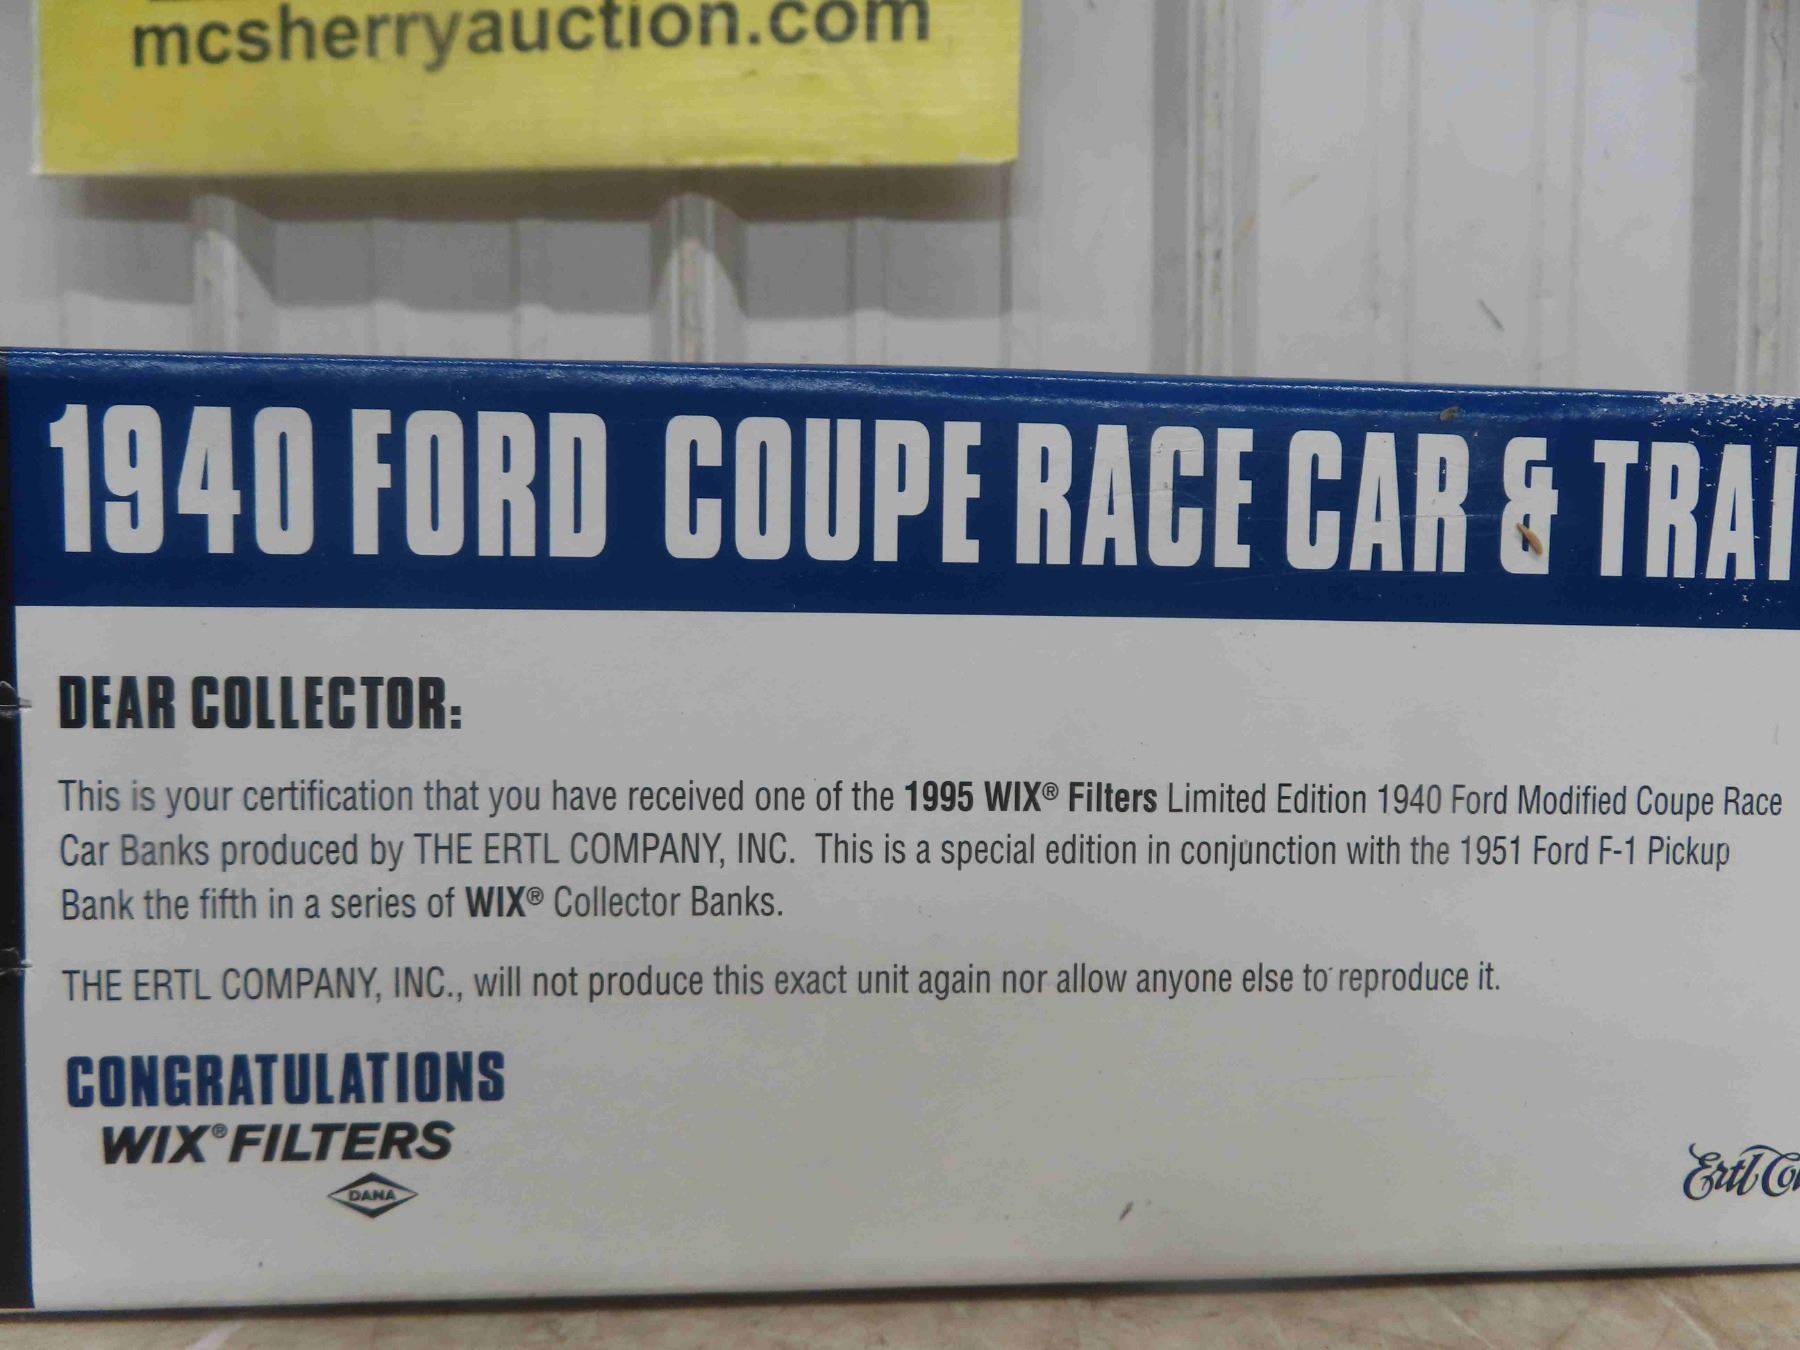 mcsherryauction.com
1940 FORD COUPE RACE CAR & TRAI
DEAR COLLECTOR:
This is your certification that you have received one of the 1995 WIX® Filters Limited Edition 1940 Ford Modified Coupe Race
Car Banks produced by THE ERTL COMPANY, INC. This is a special edition in conjunction with the 1951 Ford F-1 Pickup
Bank the fifth in a series of WIX® Collector Banks.
THE ERTL COMPANY, INC., will not produce this exact unit again nor allow anyone else to reproduce it.
CONGRATULATIONS
WIX® FILTERS
DANA
Ertl Co